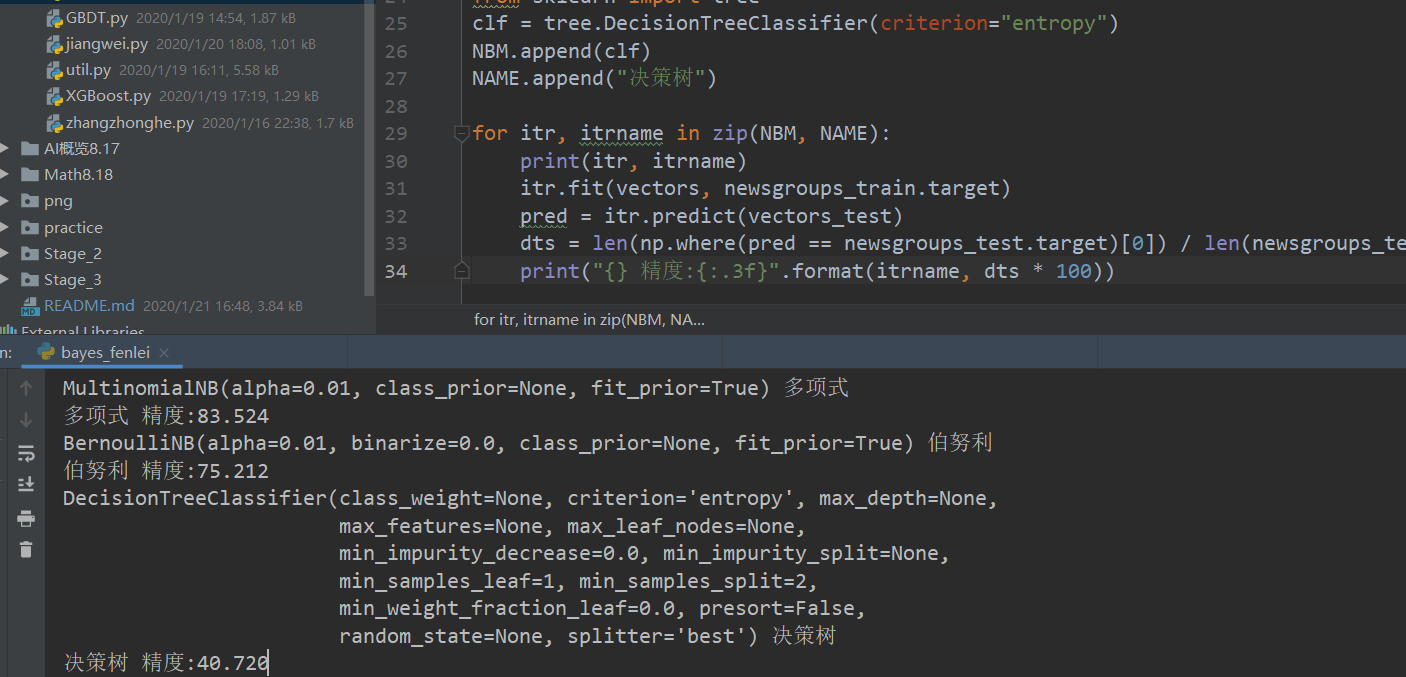 GBDT.py 2020/1/19 14:54, 1.87 kB
jiangwei.py 2020/1/20 18:08, 1.01 kB
util.py 2020/1/19 16:11, 5.58 kB
XGBoost.py 2020/1/19 17:19, 1.29 kB
zhangzhonghe.py 2020/1/16 22:38, 1.7 kB
AI概览8.17
Math8.18
png
practice
Stage_2
Stage_3
README.md 2020/1/21 16:48, 3.84 kB
External Libraries
24 from sklearn import tree
25 clf = tree.DecisionTreeClassifier(criterion="entropy")
26 NBM.append(clf)
27 NAME.append("决策树")
28
29 for itr, itrname in zip(NBM, NAME):
30 print(itr, itrname)
31 itr.fit(vectors, newsgroups_train.target)
32 pred = itr.predict(vectors_test)
33 dts = len(np.where(pred == newsgroups_test.target)[0]) / len(newsgroups_te
34 print("{} 精度:{:.3f}".format(itrname, dts * 100))
for itr, itrname in zip(NBM, NA...
n: bayes_fenlei ×
MultinomialNB(alpha=0.01, class_prior=None, fit_prior=True) 多项式
多项式 精度:83.524
BernoulliNB(alpha=0.01, binarize=0.0, class_prior=None, fit_prior=True) 伯努利
伯努利 精度:75.212
DecisionTreeClassifier(class_weight=None, criterion='entropy', max_depth=None,
max_features=None, max_leaf_nodes=None,
min_impurity_decrease=0.0, min_impurity_split=None,
min_samples_leaf=1, min_samples_split=2,
min_weight_fraction_leaf=0.0, presort=False,
random_state=None, splitter='best') 决策树
决策树 精度:40.720